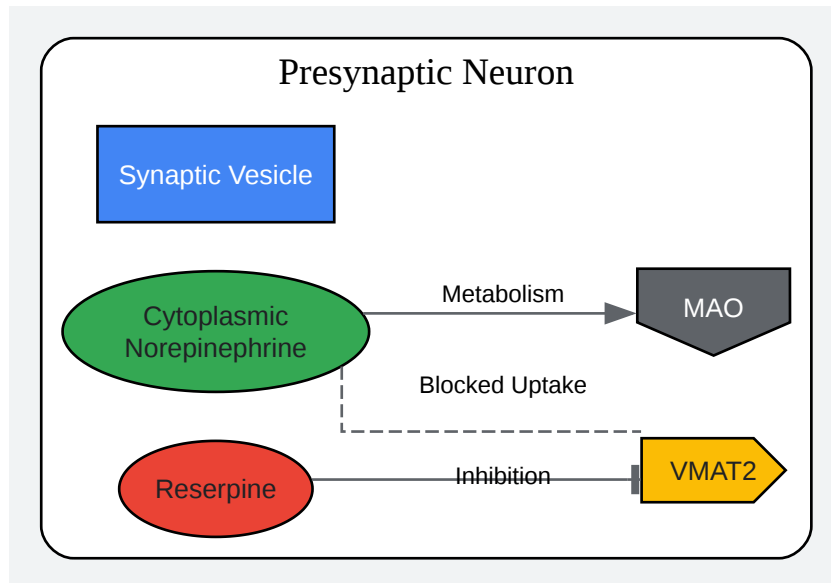 Presynaptic Neuron
Synaptic Vesicle
Cytoplasmic
Norepinephrine
Metabolism
MAO
Blocked Uptake
Reserpine
Inhibition
VMAT2